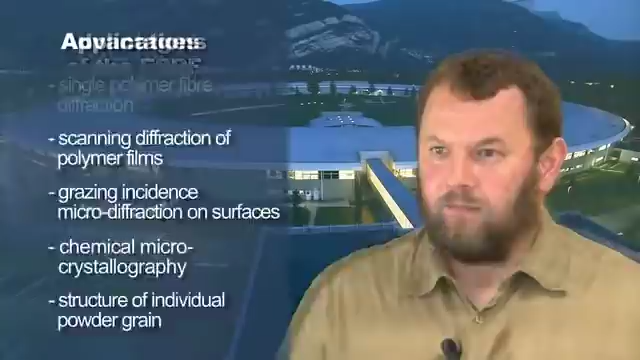 - single polymer fibre
diffraction
- scanning diffraction of
polymer films
- grazing incidence
micro-diffraction on surfaces
- chemical micro-
crystallography
- structure of individual
powder grain